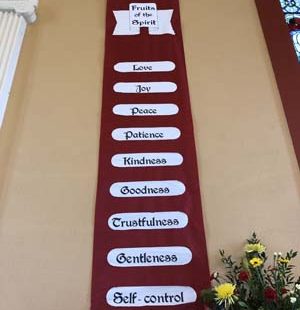 Fruits
of the
Spirit
Love
Joy
Peace
Patience
Kindness
Goodness
Trustfulness
Gentleness
Self-control